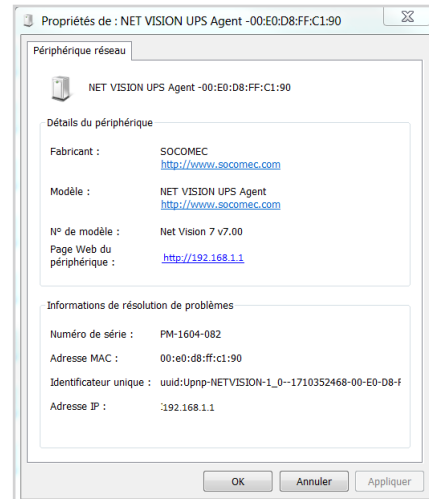 Propriétés de : NET VISION UPS Agent -00:E0:D8:FF:C1:90
Périphérique réseau
NET VISION UPS Agent -00:E0:D8:FF:C1:90
Détails du périphérique
Fabricant : SOCOMEC
http://www.socomec.com
Modèle : NET VISION UPS Agent
http://www.socomec.com
N° de modèle : Net Vision 7 v7.00
Page Web du
périphérique : http://192.168.1.1
Informations de résolution de problèmes
Numéro de série : PM-1604-082
Adresse MAC : 00:e0:d8:ff:c1:90
Identificateur unique : uuid:Upnp-NETVISION-1_0--1710352468-00-E0-D8-F
Adresse IP : 192.168.1.1
OK Annuler Appliquer